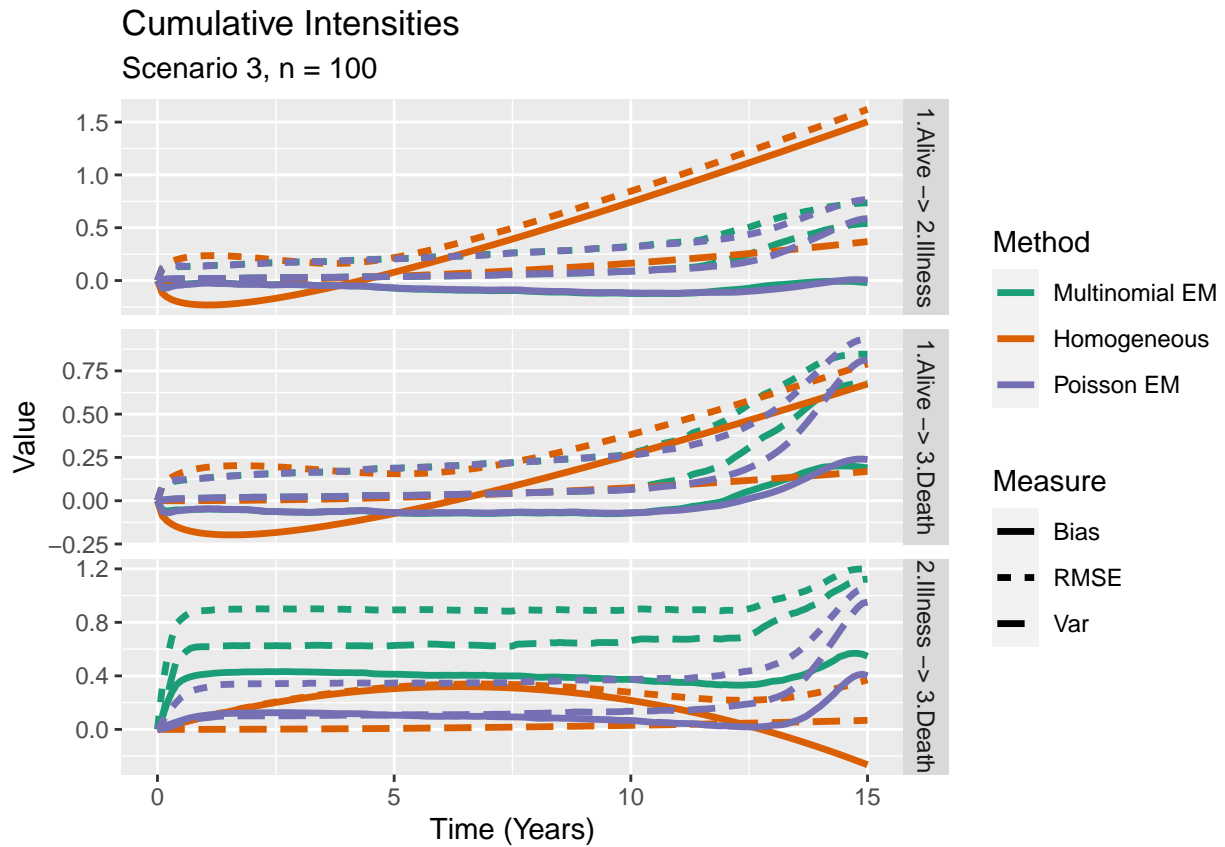 Cumulative Intensities
Scenario 3, n = 100
Value
1.5
1.0
0.5
0.0
1.Alive −> 2.Illness
0.75
0.50
0.25
0.00
−0.25
1.Alive −> 3.Death
1.2
0.8
0.4
0.0
2.Illness −> 3.Death
0
5
10
15
Time (Years)
Method
Multinomial EM
Homogeneous
Poisson EM
Measure
Bias
RMSE
Var